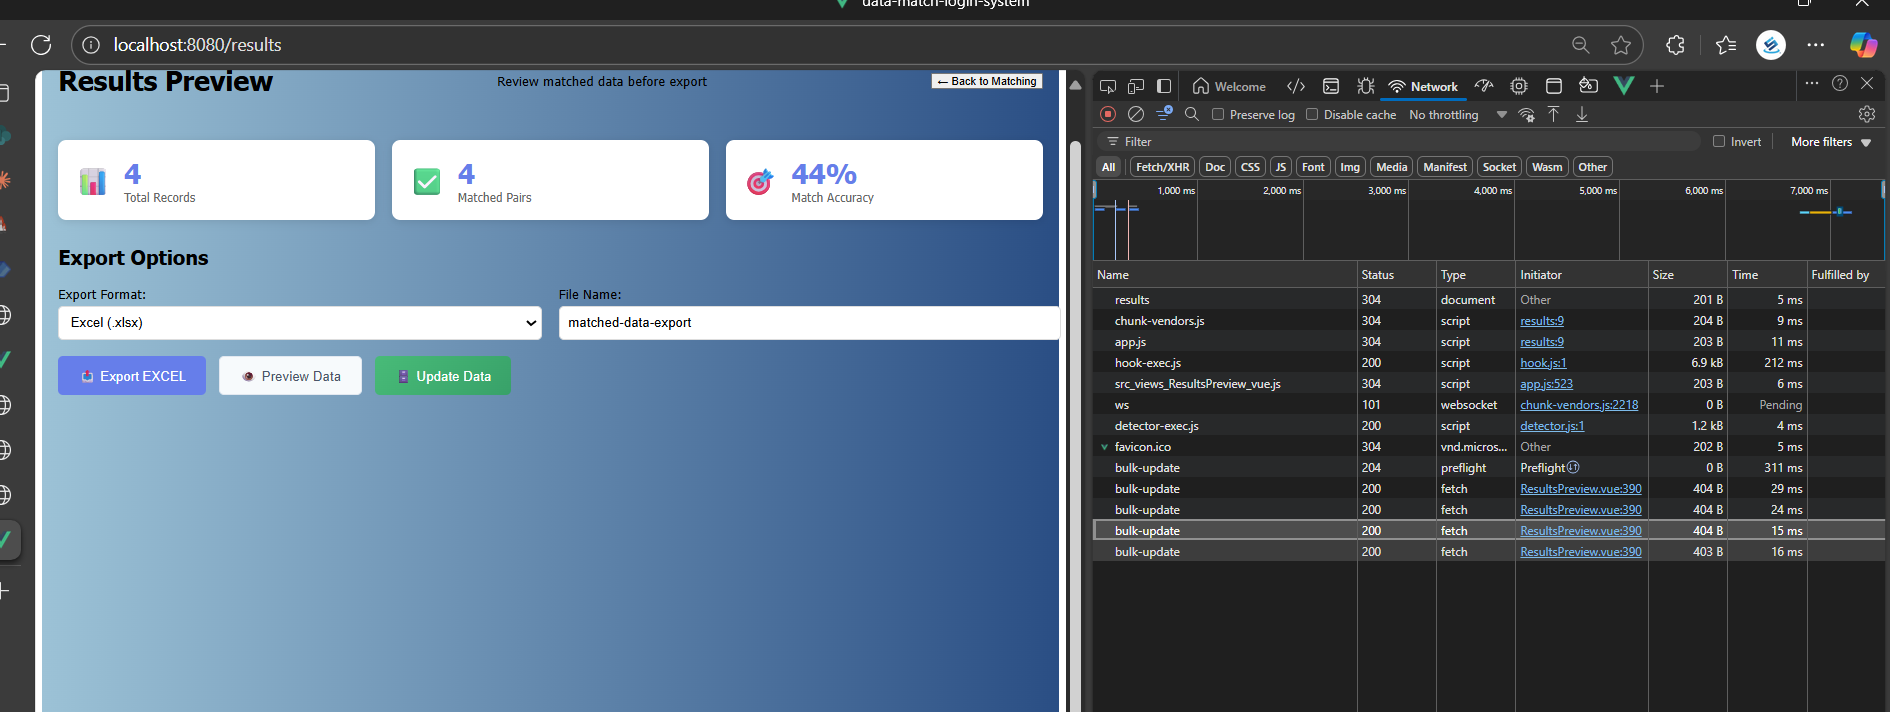 data-match-login-system
localhost:8080/results
Results Preview
Review matched data before export
← Back to Matching
4
Total Records
4
Matched Pairs
44%
Match Accuracy
Export Options
Export Format:
File Name:
Excel (.xlsx)
matched-data-export
Export EXCEL
Preview Data
Update Data
Welcome
Network
Preserve log
Disable cache
No throttling
Filter
Invert
More filters
All Fetch/XHR Doc CSS JS Font Img Media Manifest Socket Wasm Other
1,000 ms 2,000 ms 3,000 ms 4,000 ms 5,000 ms 6,000 ms 7,000 ms
Name Status Type Initiator Size Time Fulfilled by
results 304 document Other 201 B 5 ms
chunk-vendors.js 304 script results:9 204 B 9 ms
app.js 304 script results:9 203 B 11 ms
hook-exec.js 200 script hook.js:1 6.9 kB 212 ms
src_views_ResultsPreview_vue.js 304 script app.js:523 203 B 6 ms
ws 101 websocket chunk-vendors.js:2218 0 B Pending
detector-exec.js 200 script detector.js:1 1.2 kB 4 ms
favicon.ico 304 vnd.micros... Other 202 B 5 ms
bulk-update 204 preflight Preflight 0 B 311 ms
bulk-update 200 fetch ResultsPreview.vue:390 404 B 29 ms
bulk-update 200 fetch ResultsPreview.vue:390 404 B 24 ms
bulk-update 200 fetch ResultsPreview.vue:390 404 B 15 ms
bulk-update 200 fetch ResultsPreview.vue:390 403 B 16 ms